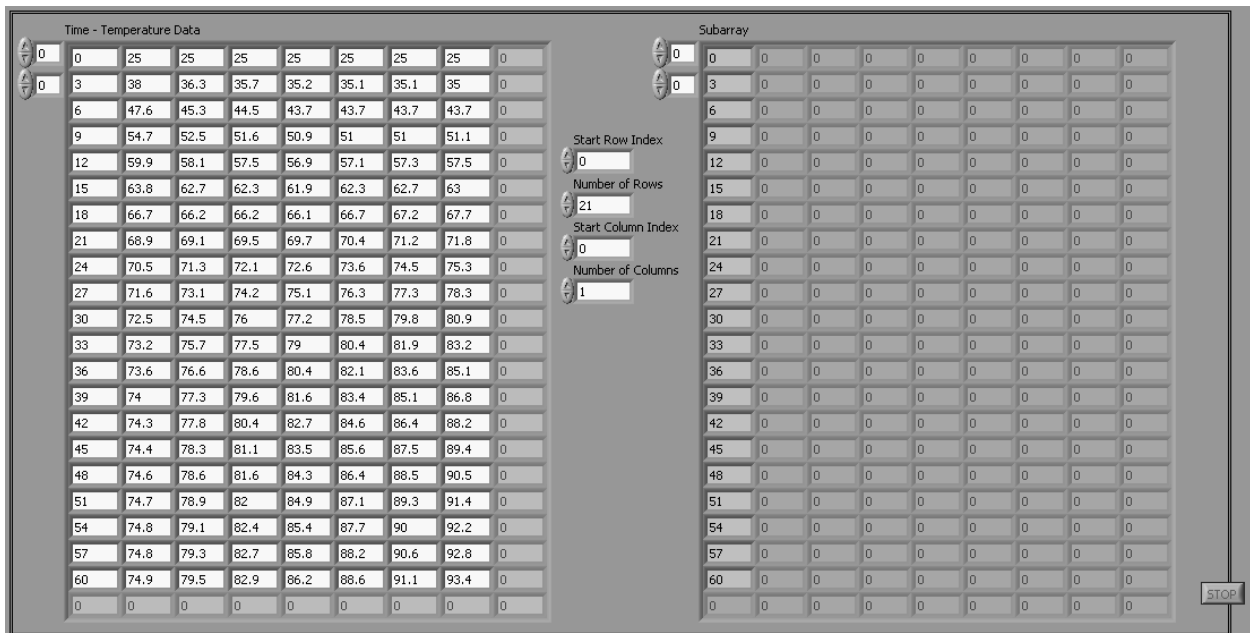 Time - Temperature Data Subarray
0 0 25 25 25 25 25 25 25 0 0 0 0 0 0 0 0 0 0 0
0 3 38 36.3 35.7 35.2 35.1 35.1 35 0 0 3 0 0 0 0 0 0 0 0
6 47.6 45.3 44.5 43.7 43.7 43.7 43.7 0 6 0 0 0 0 0 0 0 0
9 54.7 52.5 51.6 50.9 51 51 51.1 0 9 0 0 0 0 0 0 0 0
Start Row Index
12 59.9 58.1 57.5 56.9 57.1 57.3 57.5 0 0 12 0 0 0 0 0 0 0 0
15 63.8 62.7 62.3 61.9 62.3 62.7 63 0 Number of Rows 15 0 0 0 0 0 0 0 0
18 66.7 66.2 66.2 66.1 66.7 67.2 67.7 0 21 18 0 0 0 0 0 0 0 0
Start Column Index
21 68.9 69.1 69.5 69.7 70.4 71.2 71.8 0 0 21 0 0 0 0 0 0 0 0
24 70.5 71.3 72.1 72.6 73.6 74.5 75.3 0 Number of Columns 24 0 0 0 0 0 0 0 0
27 71.6 73.1 74.2 75.1 76.3 77.3 78.3 0 1 27 0 0 0 0 0 0 0 0
30 72.5 74.5 76 77.2 78.5 79.8 80.9 0 30 0 0 0 0 0 0 0 0
33 73.2 75.7 77.5 79 80.4 81.9 83.2 0 33 0 0 0 0 0 0 0 0
36 73.6 76.6 78.6 80.4 82.1 83.6 85.1 0 36 0 0 0 0 0 0 0 0
39 74 77.3 79.6 81.6 83.4 85.1 86.8 0 39 0 0 0 0 0 0 0 0
42 74.3 77.8 80.4 82.7 84.6 86.4 88.2 0 42 0 0 0 0 0 0 0 0
45 74.4 78.3 81.1 83.5 85.6 87.5 89.4 0 45 0 0 0 0 0 0 0 0
48 74.6 78.6 81.6 84.3 86.4 88.5 90.5 0 48 0 0 0 0 0 0 0 0
51 74.7 78.9 82 84.9 87.1 89.3 91.4 0 51 0 0 0 0 0 0 0 0
54 74.8 79.1 82.4 85.4 87.7 90 92.2 0 54 0 0 0 0 0 0 0 0
57 74.8 79.3 82.7 85.8 88.2 90.6 92.8 0 57 0 0 0 0 0 0 0 0
60 74.9 79.5 82.9 86.2 88.6 91.1 93.4 0 60 0 0 0 0 0 0 0 0
0 0 0 0 0 0 0 0 0 0 0 0 0 0 0 0 0 0 STOP